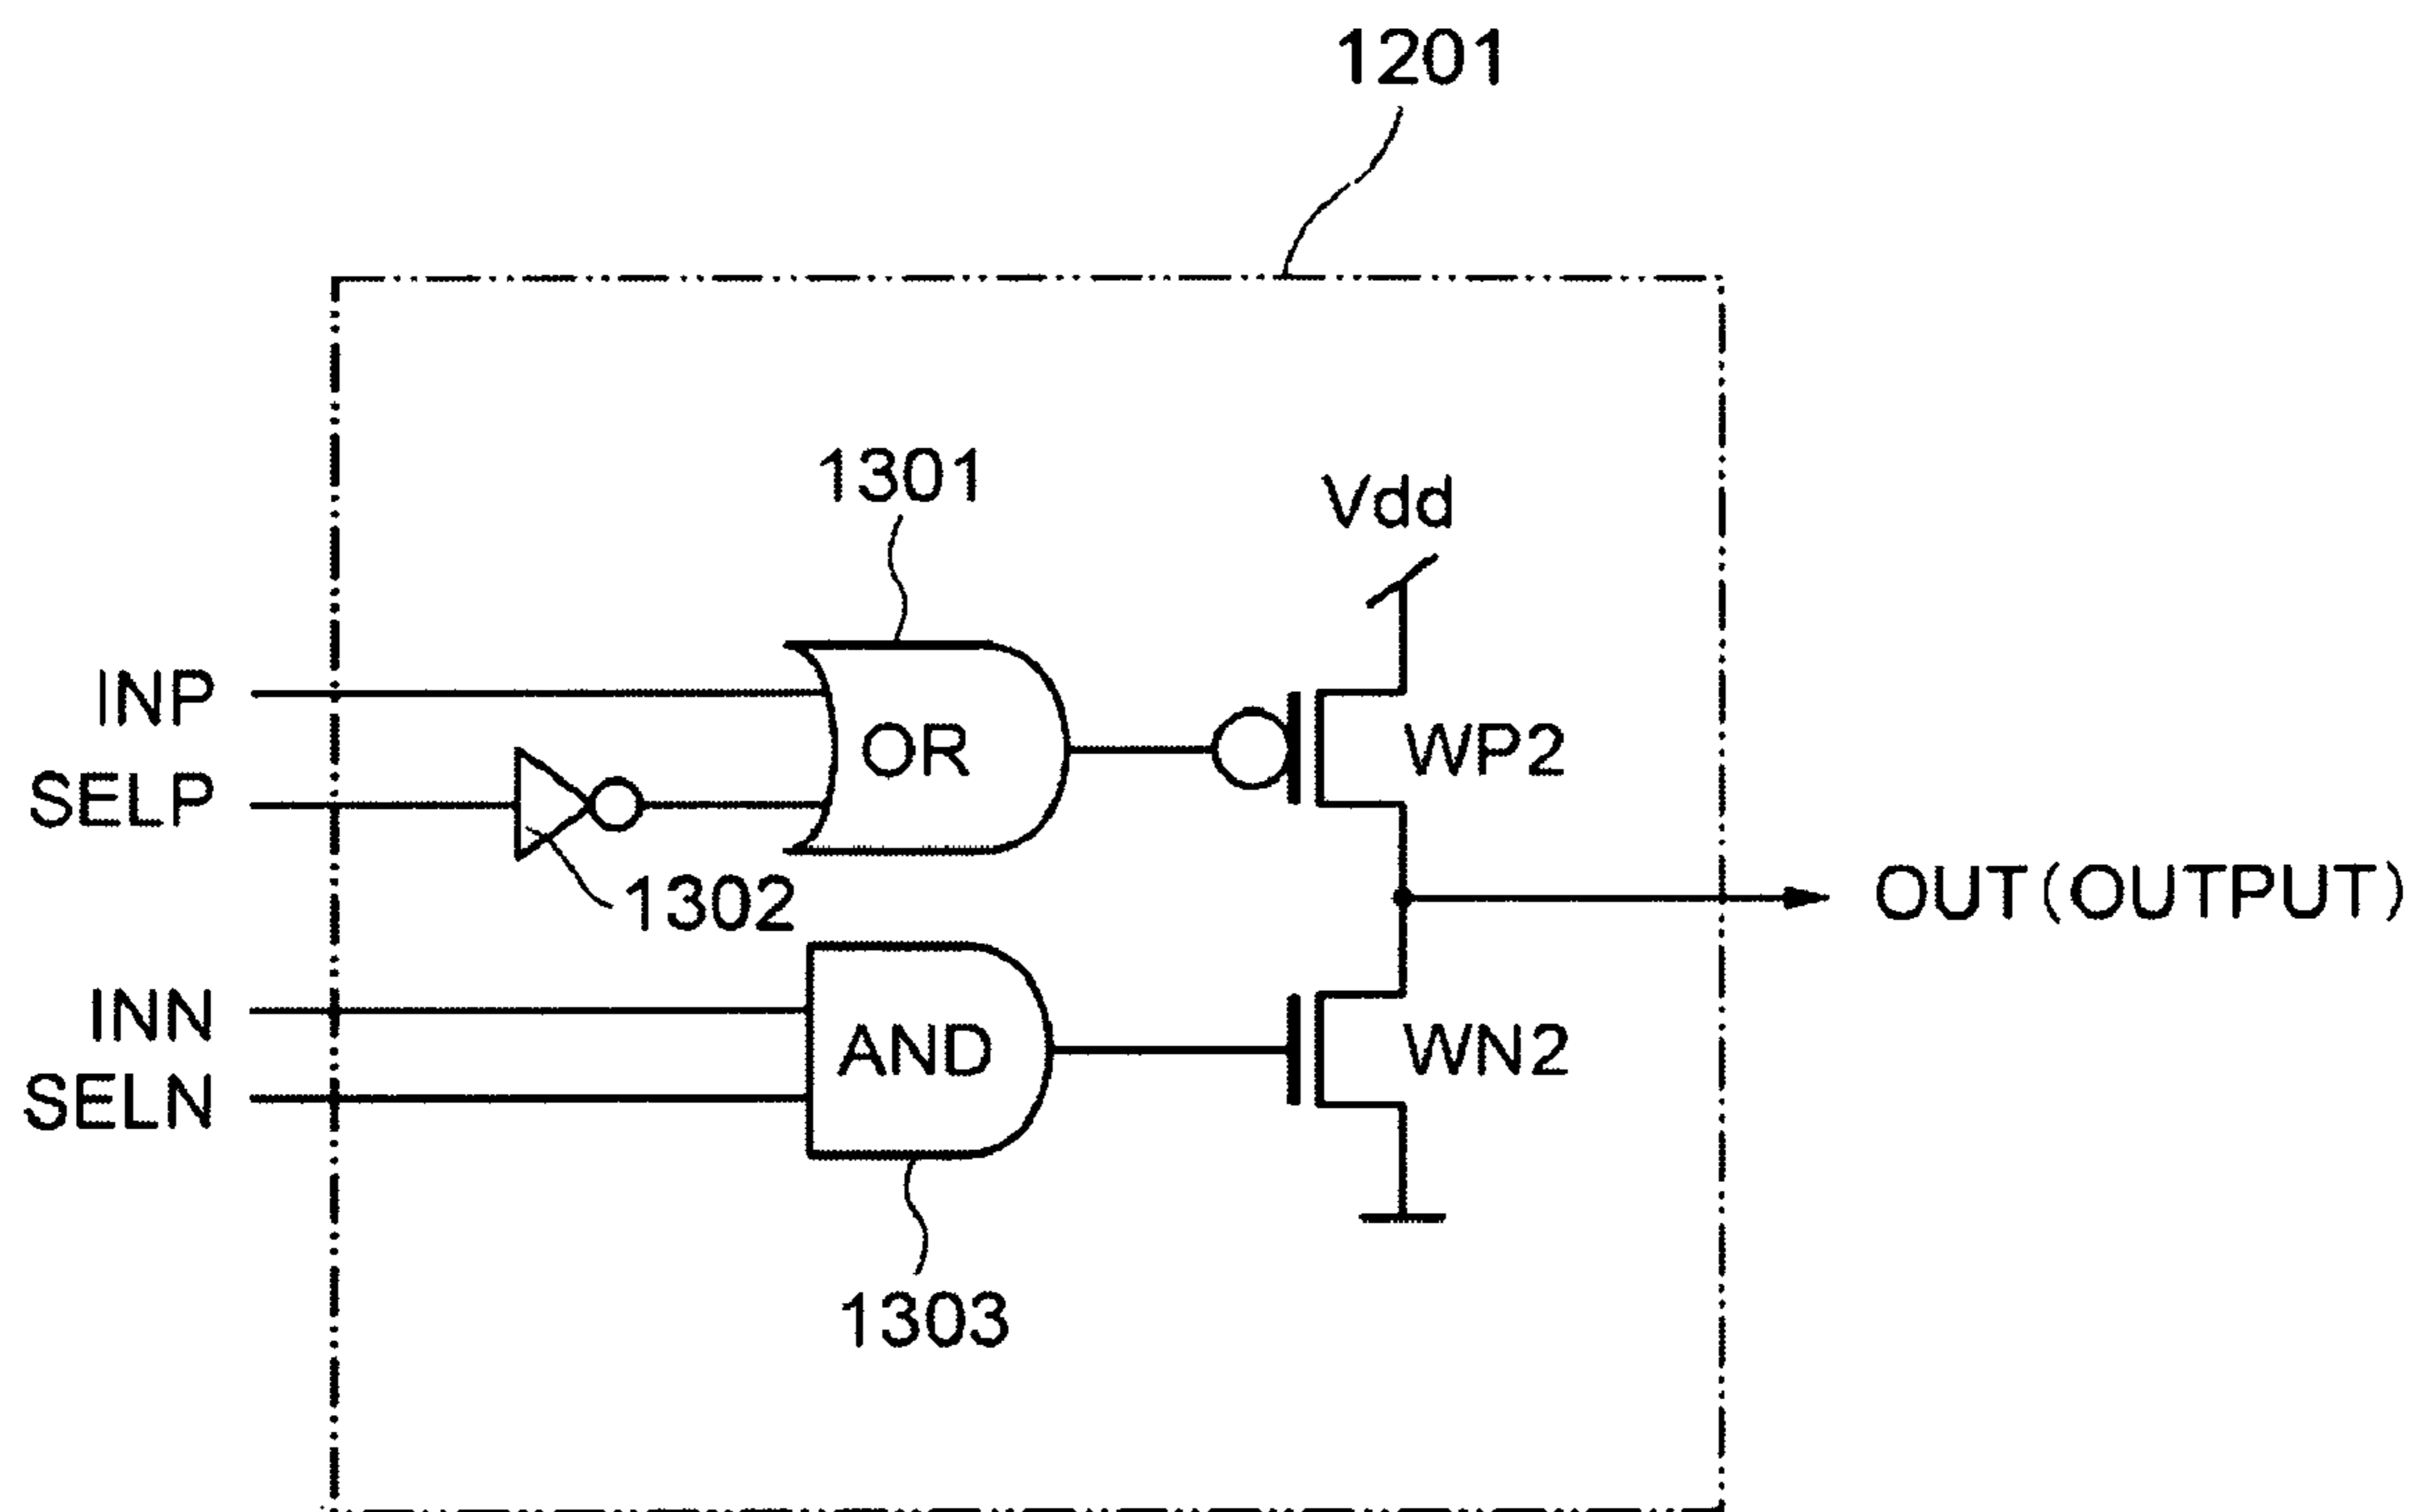 1201
1301
Vdd
INP
OR
WP2
SELP
1302
OUT(OUTPUT)
INN
AND
WN2
SELN
1303